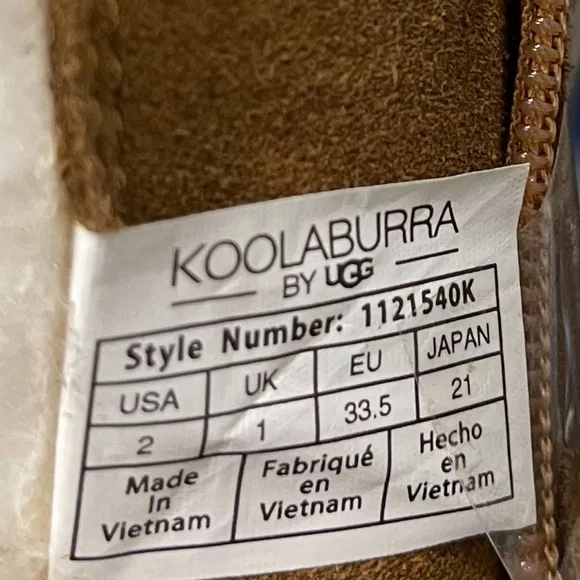 KOOLABURRA
BY UGG
Style Number: 1121540K
USA UK EU JAPAN
2 1 33.5 21
Made in Vietnam
Fabriqué en Vietnam
Hecho en Vietnam